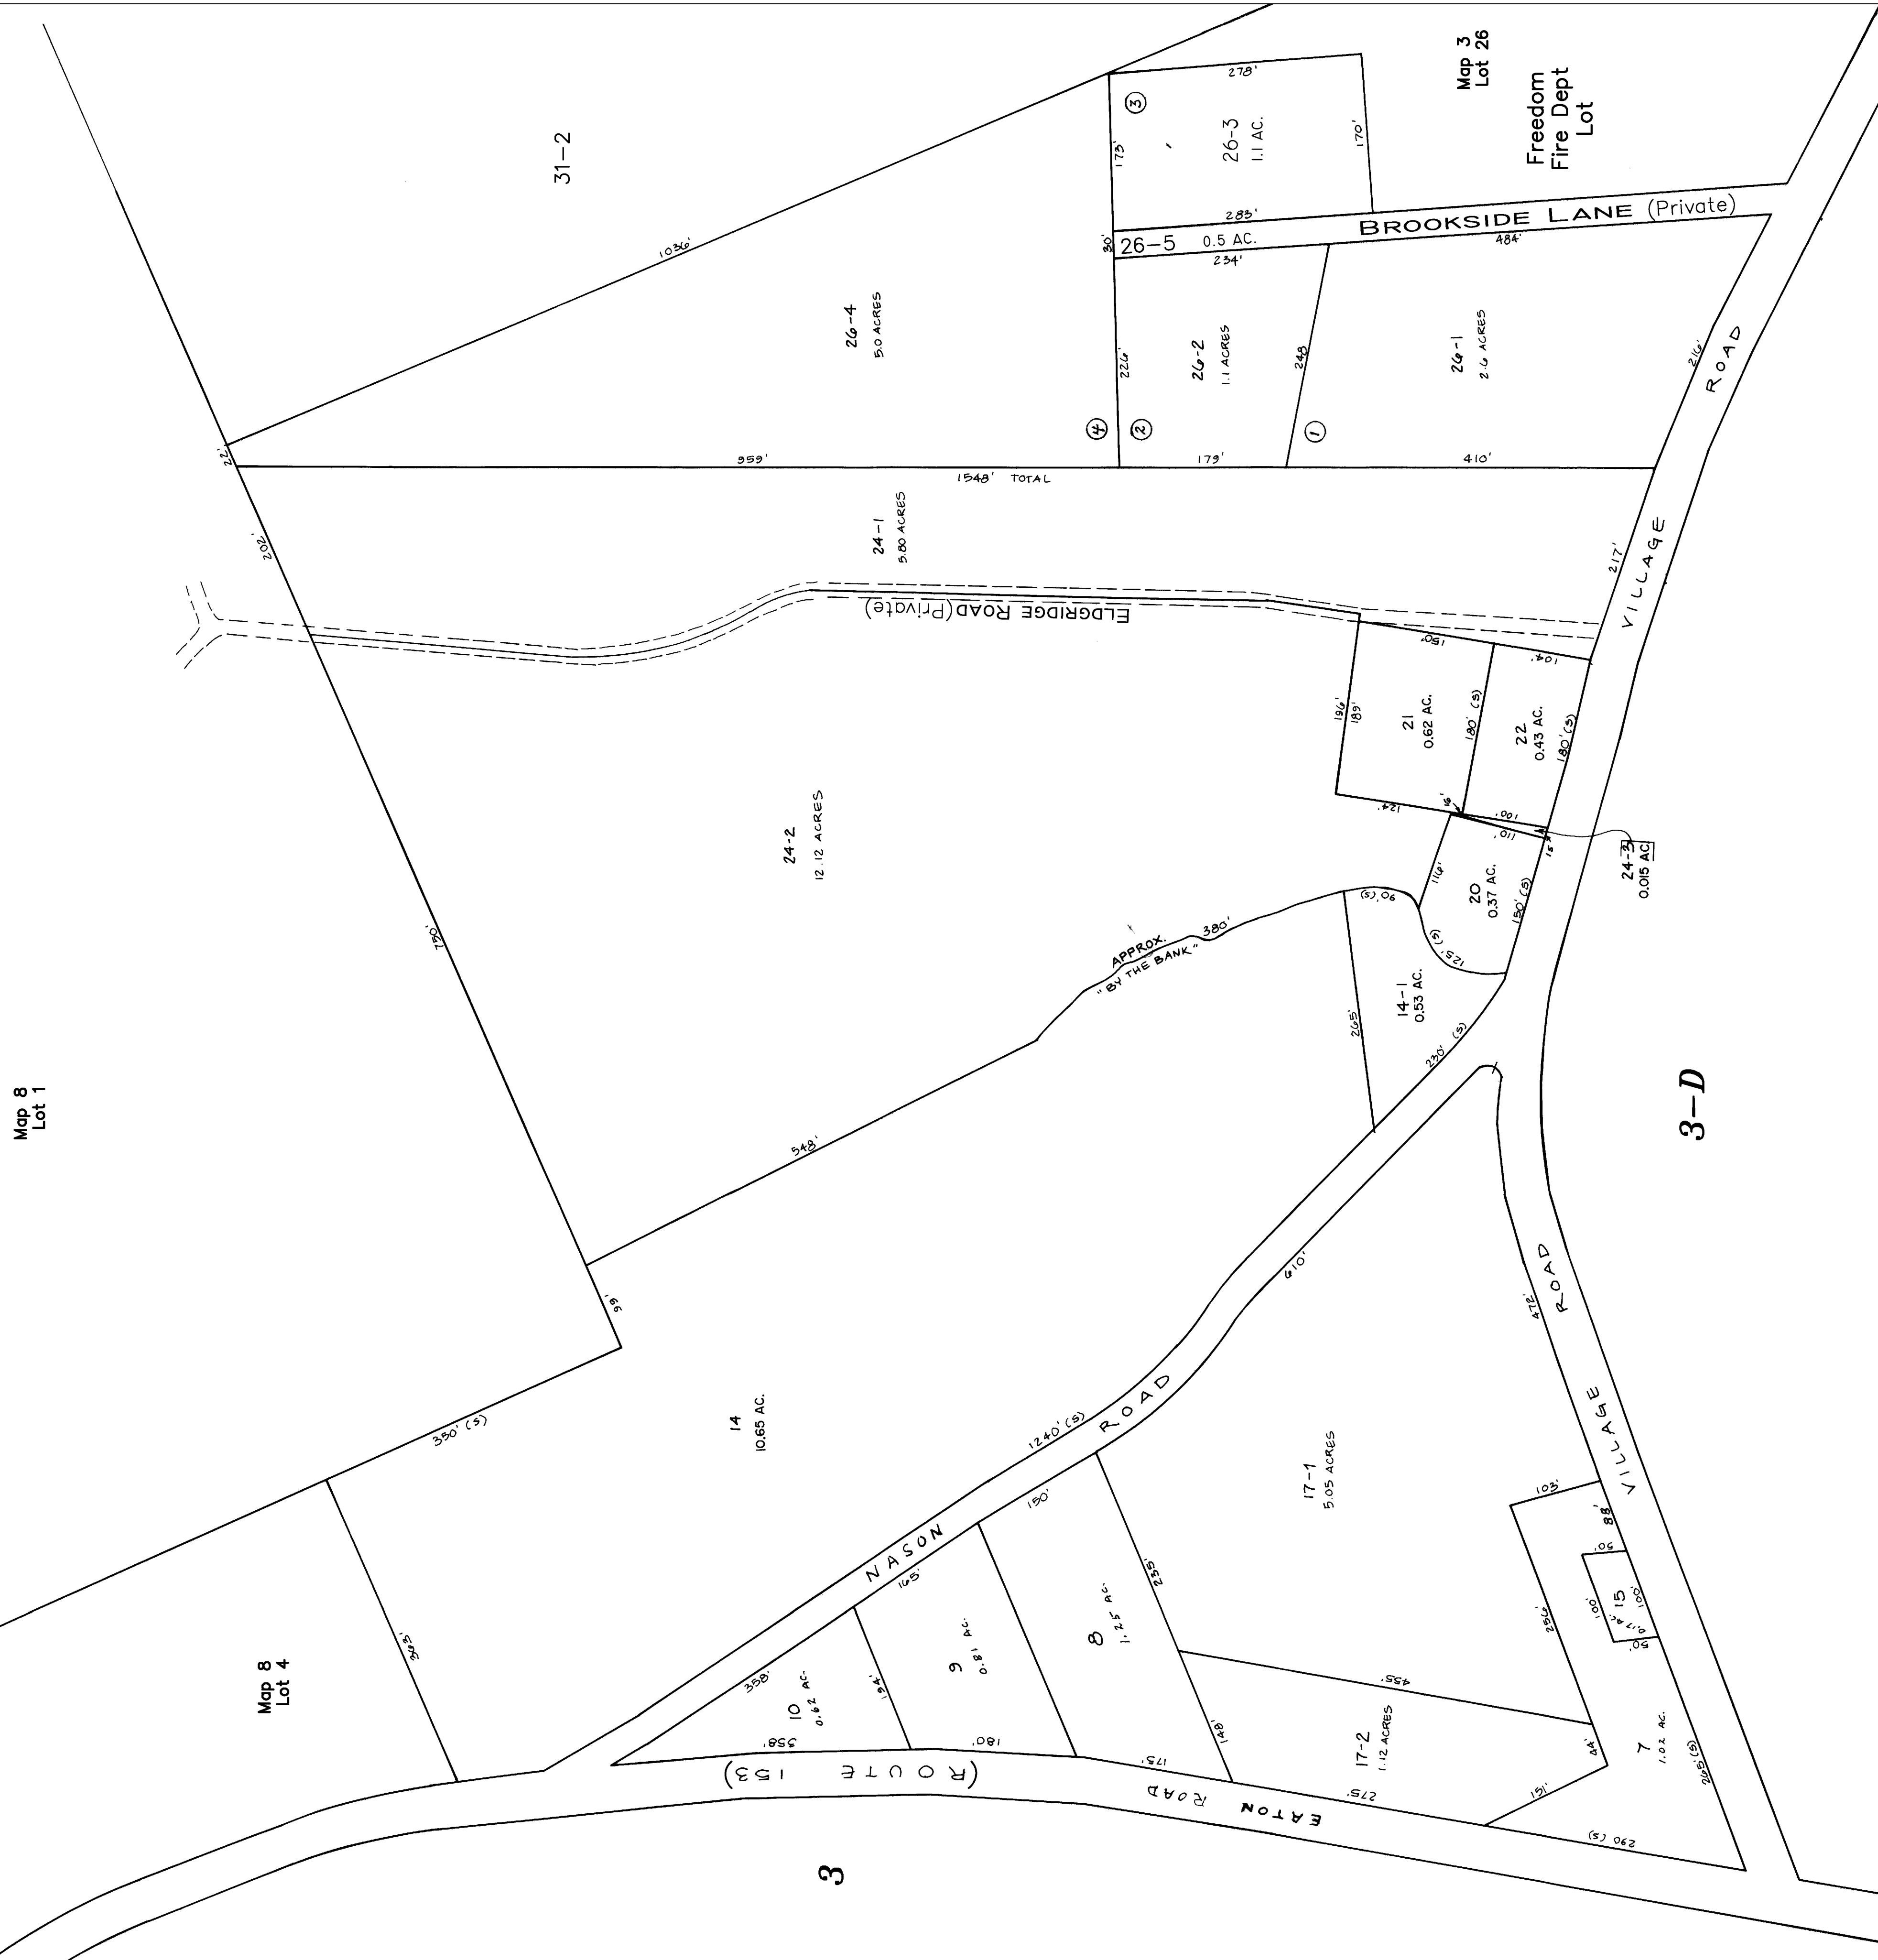 Map 8
Lot 1
Map 8
Lot 4
31-2
Map 3
Lot 26
Freedom
Fire Dept
Lot
1036'
22'
202'
750'
99'
350' (S)
363'
26-4
5.0 ACRES
959'
1548' TOTAL
173'
30'
226'
278'
170'
283'
234'
484'
3
26-3
1.1 AC.
26-5 0.5 AC.
BROOKSIDE LANE (Private)
4
2
26-2
1.1 ACRES
179'
248
1
26-1
2.6 ACRES
410'
216'
VILLAGE ROAD
217'
24-1
5.80 ACRES
ELDGRIDGE ROAD (Private)
24-2
12.12 ACRES
196'
189'
150'
104'
21
0.62 AC.
180' (S)
22
0.43 AC.
180' (S)
124'
100'
110'
15'
24-3
0.015 AC
116'
20
0.37 AC.
150' (S)
90' (S)
125' (S)
APPROX. 380'
"BY THE BANK"
548'
265'
14-1
0.53 AC.
230' (S)
14
10.65 AC.
1240' (S)
NASON ROAD
610'
150'
165'
358'
10
0.62 AC.
358'
194'
9
0.81 AC.
180'
8
1.25 AC.
175'
235'
148'
17-1
5.05 ACRES
455'
17-2
1.12 ACRES
275'
44'
151'
256'
103'
88'
50'
100'
15
0.17 AC.
100'
50'
7
1.02 AC.
265' (S)
290 (S)
472'
VILLAGE ROAD
EATON ROAD
(ROUTE 153)
3
3-D